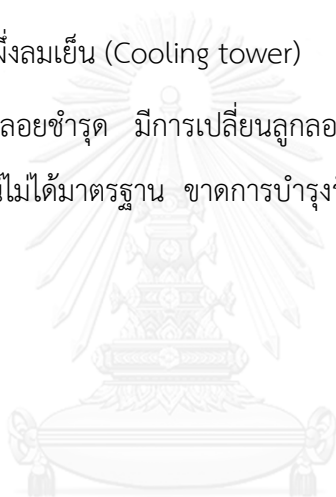 ผึ่งลมเย็น (Cooling tower)
ลอยชำรุด มีการเปลี่ยนลูกลอ
ไม่ได้มาตรฐาน ขาดการบำรุง